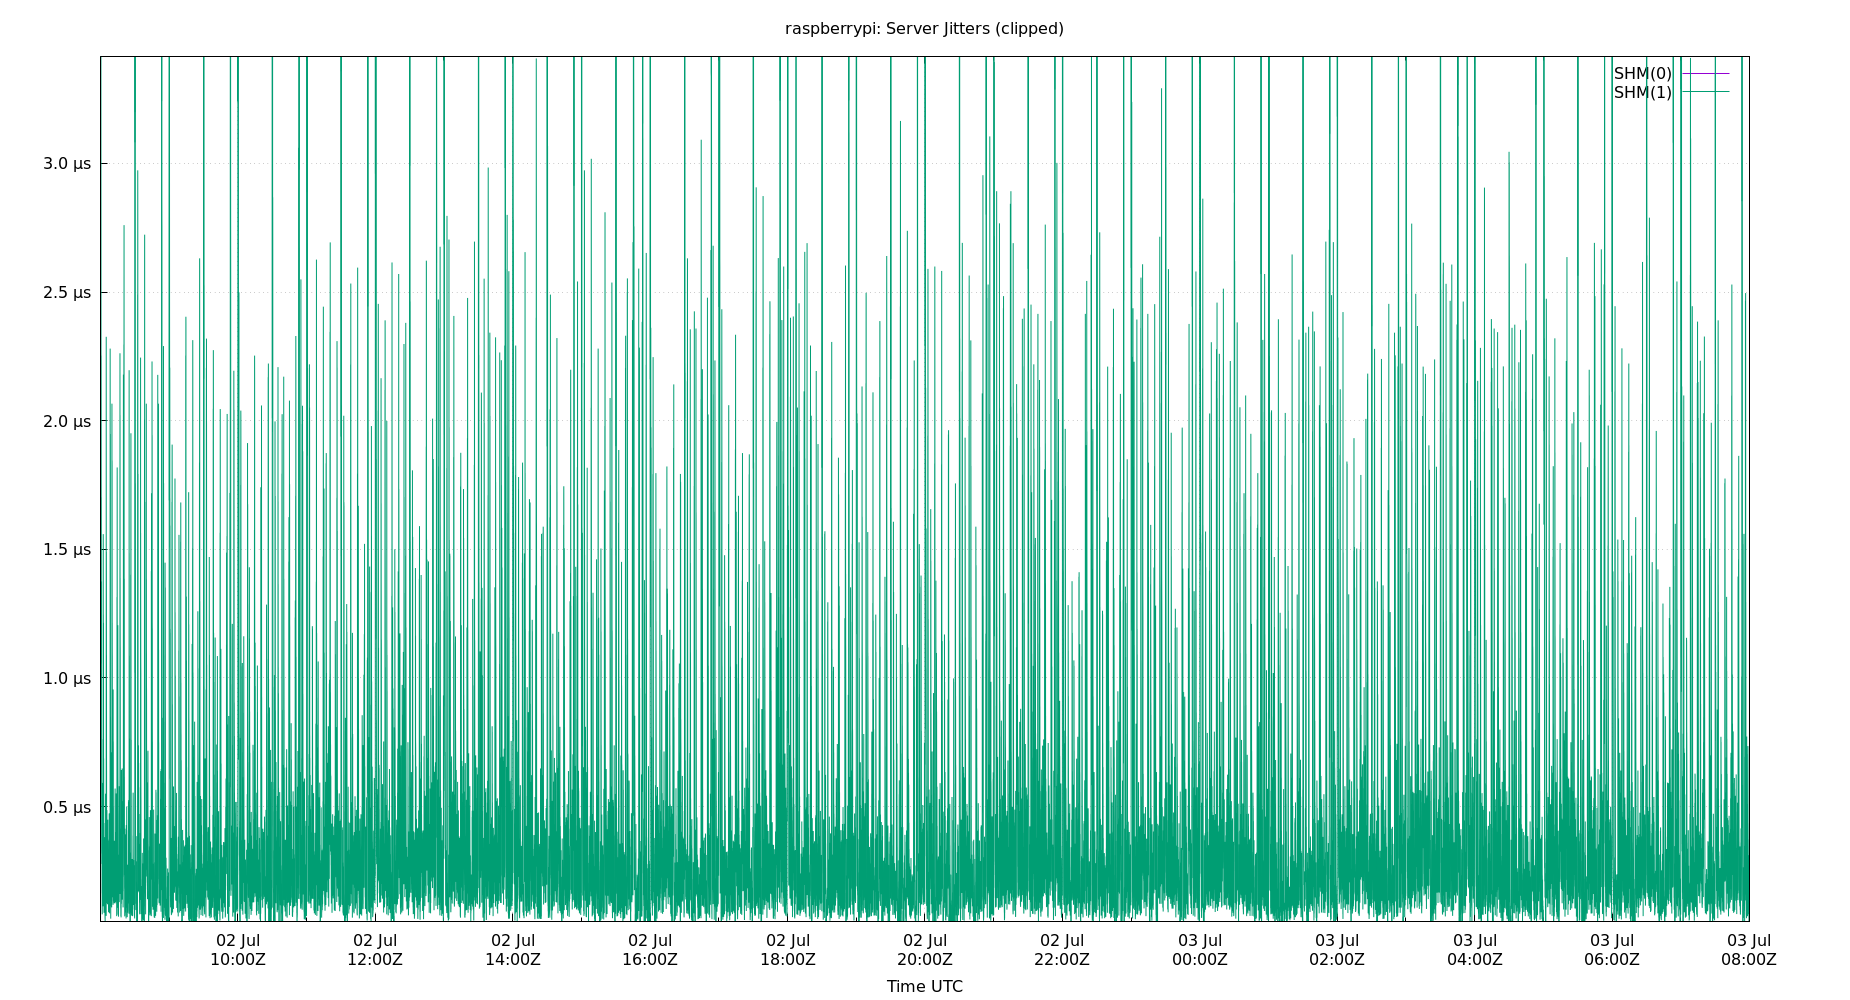 raspberrypi: Server Jitters (clipped)
SHM(0)
SHM(1)
3.0 µs
2.5 µs
2.0 µs
1.5 µs
1.0 µs
0.5 µs
02 Jul 02 Jul 02 Jul 02 Jul 02 Jul 02 Jul 02 Jul 03 Jul 03 Jul 03 Jul 03 Jul 03 Jul
10:00Z 12:00Z 14:00Z 16:00Z 18:00Z 20:00Z 22:00Z 00:00Z 02:00Z 04:00Z 06:00Z 08:00Z
Time UTC